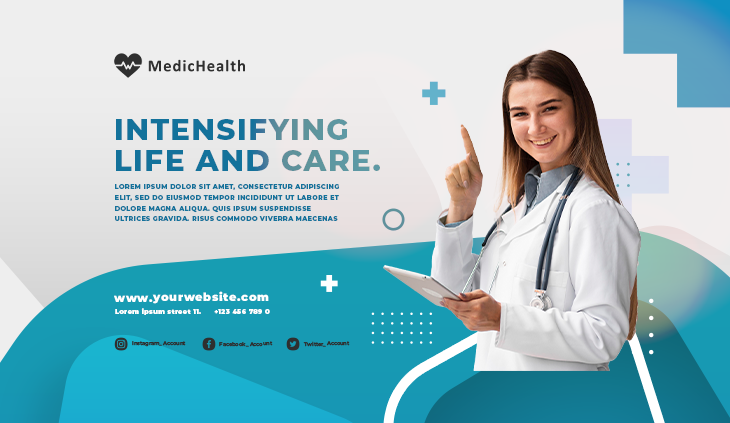 MedicHealth
INTENSIFYING
LIFE AND CARE.
LOREM IPSUM DOLOR SIT AMET, CONSECTETUR ADIPISCING
ELIT, SED DO EIUSMOD TEMPOR INCIDIDUNT UT LABORE ET
DOLORE MAGNA ALIQUA. QUIS IPSUM SUSPENDISSE
ULTRICES GRAVIDA. RISUS COMMODO VIVERRA MAECENAS
www.yourwebsite.com
Lorem ipsum street 11. +123 456 789 0
Instagram_Account Facebook_Account Twitter_Account